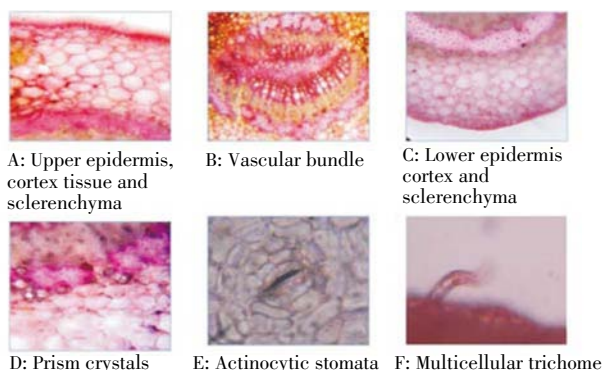 A: Upper epidermis,
cortex tissue and
sclerenchyma
B: Vascular bundle
C: Lower epidermis
cortex and
sclerenchyma
D: Prism crystals
E: Actinocytic stomata
F: Multicellular trichome